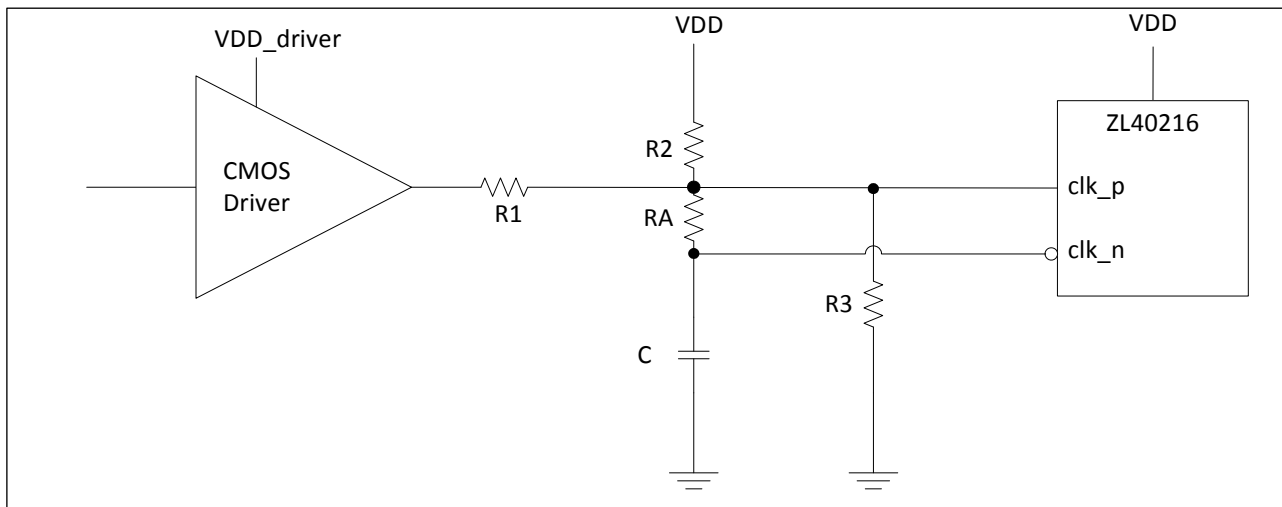 VDD_driver
VDD
VDD
ZL40216
R2
CMOS
Driver
clk_p
RA
R1
clk_n
R3
C